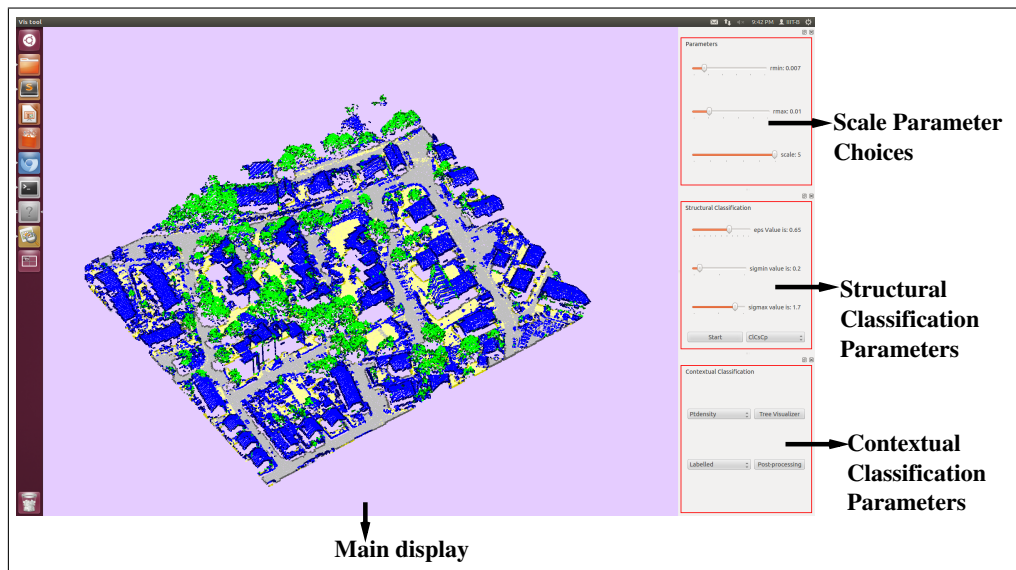 Vis tool
9:42 PM
IIIT-B
Parameters
rmin: 0.007
rmax: 0.01
scale: 5
Scale Parameter
Choices
Structural Classification
eps Value is: 0.65
sigmin value is: 0.2
sigmax value is: 1.7
Start
ClCsCp
Structural
Classification
Parameters
Contextual Classification
Ptdensity
Tree Visualizer
Labelled
Post-processing
Contextual
Classification
Parameters
Main display